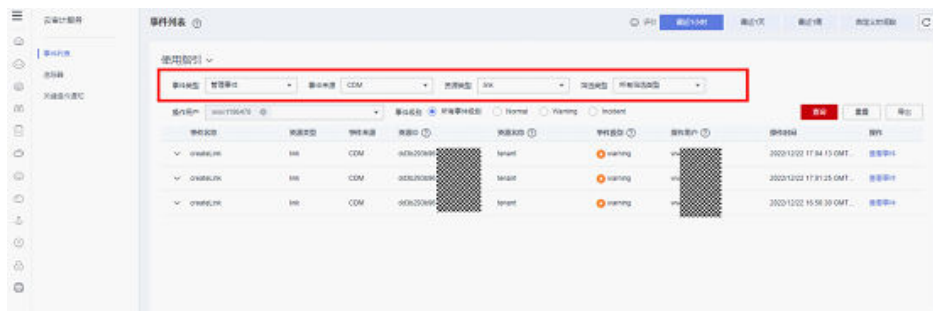 云审计服务
事件列表
评价 最近1小时 最近1天 最近1周 自定义时间段
事件列表
追踪器
关键操作通知
使用指引
事件类型 管理事件 事件来源 CDM 资源类型 link 筛选类型 所有筛选类型
操作用户 事件级别 所有事件级别 Normal Warning Incident 查询 重置 导出
事件名称 资源类型 事件来源 资源ID 资源名称 事件级别 操作用户 操作时间 操作
createLink link CDM tenant warning 2022/12/22 17:04:13 GMT... 查看事件
createLink link CDM tenant warning 2022/12/22 17:01:25 GMT... 查看事件
createLink link CDM tenant warning 2022/12/22 16:58:39 GMT... 查看事件